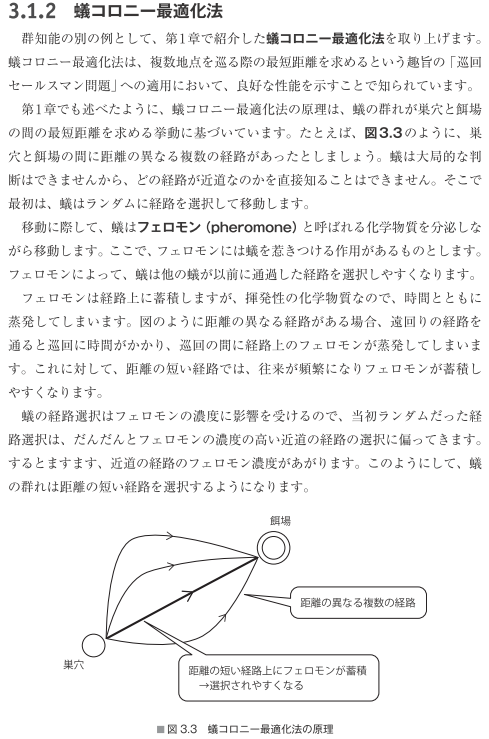 3.1.2 蟻コロニー最適化法
群知能の別の例として、第1章で紹介した蟻コロニー最適化法を取り上げます。
蟻コロニー最適化法は、複数地点を巡る際の最短距離を求めるという趣旨の「巡回
セールスマン問題」への適用において、良好な性能を示すことで知られています。
第1章でも述べたように、蟻コロニー最適化法の原理は、蟻の群れが巣穴と餌場
の間の最短距離を求める挙動に基づいています。たとえば、図3.3のように、巣
穴と餌場の間に距離の異なる複数の経路があったとしましょう。蟻は大局的な判
断はできませんから、どの経路が近道なのかを直接知ることはできません。そこで
最初は、蟻はランダムに経路を選択して移動します。
移動に際して、蟻はフェロモン(pheromone)と呼ばれる化学物質を分泌しな
がら移動します。ここで、フェロモンには蟻を惹きつける作用があるものとします。
フェロモンによって、蟻は他の蟻が以前に通過した経路を選択しやすくなります。
フェロモンは経路上に蓄積しますが、揮発性の化学物質なので、時間とともに
蒸発してしまいます。図のように距離の異なる経路がある場合、遠回りの経路を
通ると巡回に時間がかかり、巡回の間に経路上のフェロモンが蒸発してしまいま
す。これに対して、距離の短い経路では、往来が頻繁になりフェロモンが蓄積し
やすくなります。
蟻の経路選択はフェロモンの濃度に影響を受けるので、当初ランダムだった経
路選択は、だんだんとフェロモンの濃度の高い近道の経路の選択に偏ってきます。
するとますます、近道の経路のフェロモン濃度があがります。このようにして、蟻
の群れは距離の短い経路を選択するようになります。
餌場
距離の異なる複数の経路
巣穴
距離の短い経路上にフェロモンが蓄積
→選択されやすくなる
■図 3.3 蟻コロニー最適化法の原理